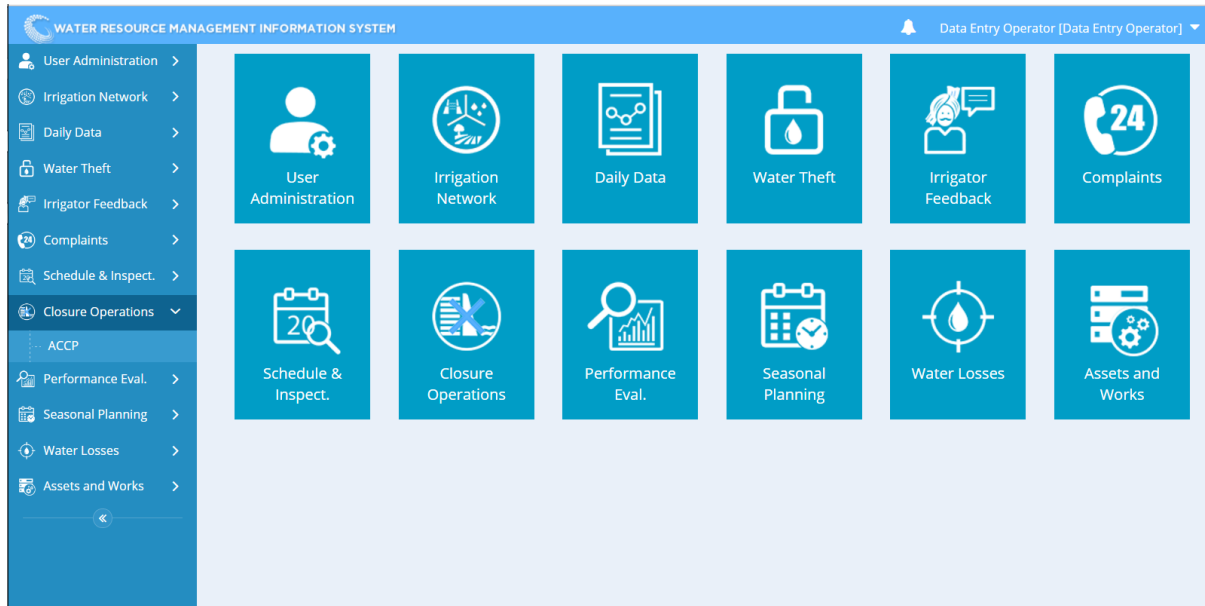 WATER RESOURCE MANAGEMENT INFORMATION SYSTEM
Data Entry Operator [Data Entry Operator]
User Administration
Irrigation Network
Daily Data
Water Theft
Irrigator Feedback
24
Complaints
Schedule & Inspect.
Closure Operations
ACCP
Performance Eval.
Seasonal Planning
Water Losses
Assets and Works
User
Administration
Irrigation
Network
Daily Data
Water Theft
Irrigator
Feedback
24
Complaints
20
Schedule &
Inspect.
Closure
Operations
Performance
Eval.
Seasonal
Planning
Water Losses
Assets and
Works